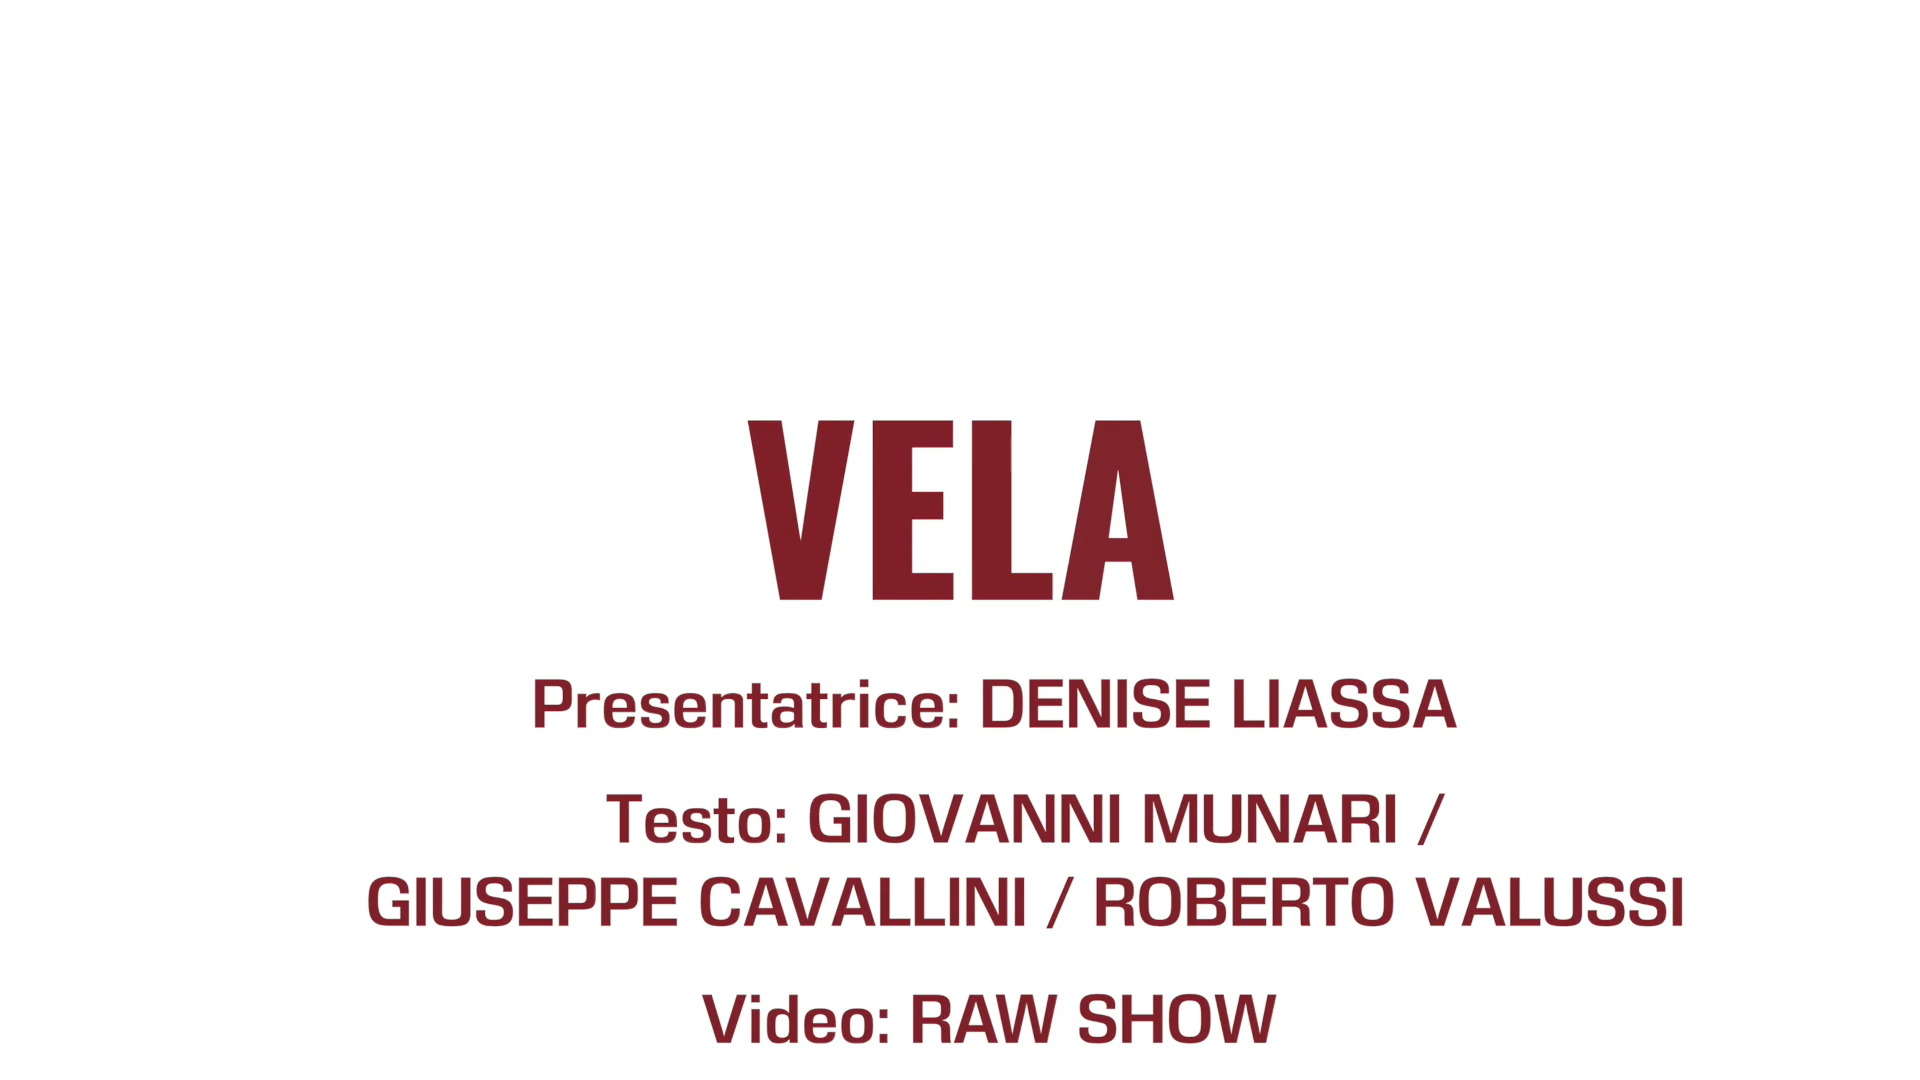 VELA
Presentatrice: DENISE LIASSA
Testo: GIOVANNI MUNARI /
GIUSEPPE CAVALLINI / ROBERTO VALUSSI
Video: RAW SHOW